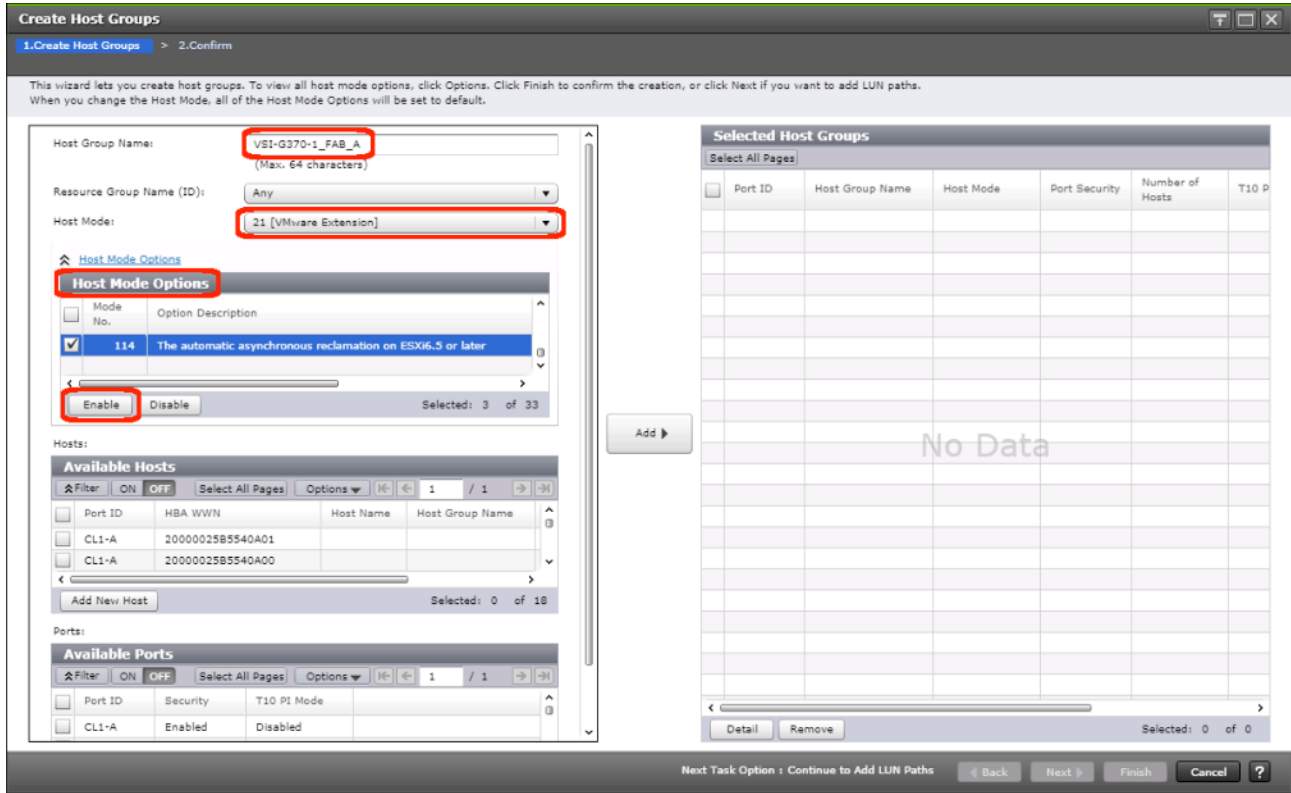 Create Host Groups
1.Create Host Groups > 2.Confirm
This wizard lets you create host groups. To view all host mode options, click Options. Click Finish to confirm the creation, or click Next if you want to add LUN paths.
When you change the Host Mode, all of the Host Mode Options will be set to default.
Host Group Name: VSI-G370-1_FAB_A
(Max. 64 characters)
Resource Group Name (ID): Any
Host Mode: 21 [VMware Extension]
Host Mode Options
Host Mode Options
Mode No. Option Description
114 The automatic asynchronous reclamation on ESXi6.5 or later
Enable Disable Selected: 3 of 33
Hosts:
Available Hosts
Filter ON OFF Select All Pages Options 1 / 1
Port ID HBA WWN Host Name Host Group Name
CL1-A 20000025B5540A01
CL1-A 20000025B5540A00
Add New Host Selected: 0 of 18
Ports:
Available Ports
Filter ON OFF Select All Pages Options 1 / 1
Port ID Security T10 PI Mode
CL1-A Enabled Disabled
Add
Selected Host Groups
Select All Pages
Port ID Host Group Name Host Mode Port Security Number of Hosts T10 P
No Data
Detail Remove Selected: 0 of 0
Next Task Option : Continue to Add LUN Paths Back Next Finish Cancel ?